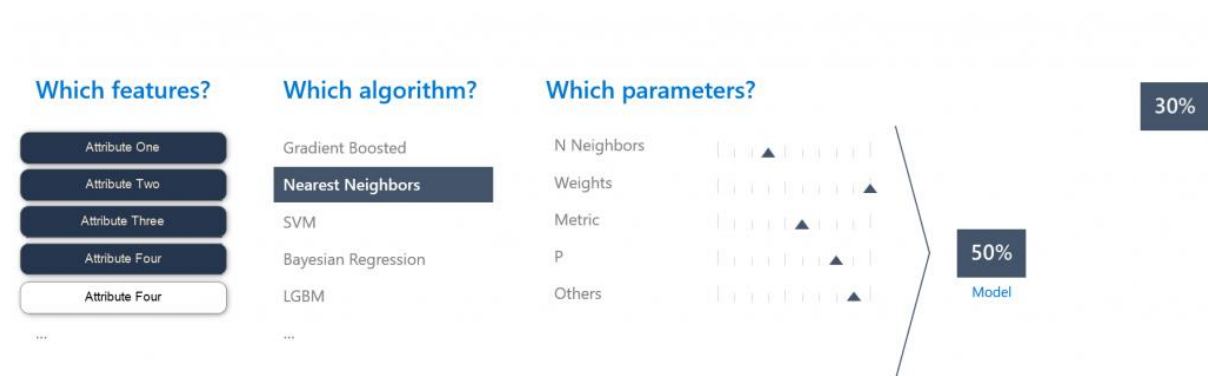 Which features?
Which algorithm?
Which parameters?
30%
Attribute One
Attribute Two
Attribute Three
Attribute Four
Attribute Four
...
Gradient Boosted
Nearest Neighbors
SVM
Bayesian Regression
LGBM
...
N Neighbors
Weights
Metric
P
Others
50%
Model